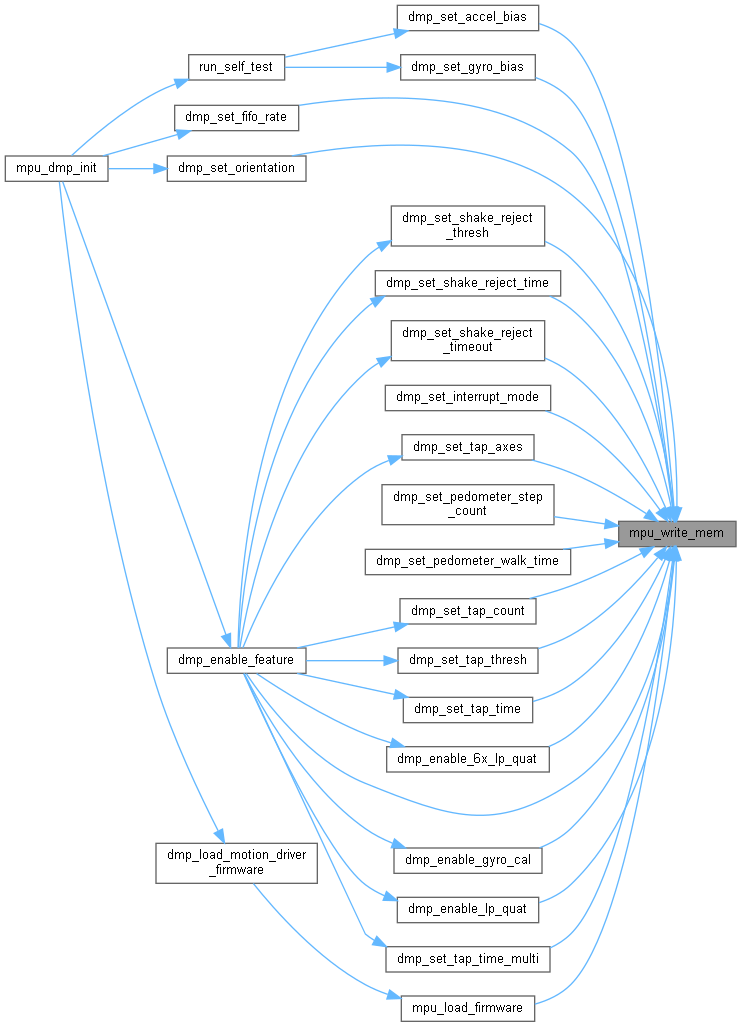 dmp_set_accel_bias
run_self_test
dmp_set_gyro_bias
dmp_set_fifo_rate
mpu_dmp_init
dmp_set_orientation
dmp_set_shake_reject
_thresh
dmp_set_shake_reject_time
dmp_set_shake_reject
_timeout
dmp_set_interrupt_mode
dmp_set_tap_axes
dmp_set_pedometer_step
_count
mpu_write_mem
dmp_set_pedometer_walk_time
dmp_set_tap_count
dmp_enable_feature
dmp_set_tap_thresh
dmp_set_tap_time
dmp_enable_6x_lp_quat
dmp_load_motion_driver
_firmware
dmp_enable_gyro_cal
dmp_enable_lp_quat
dmp_set_tap_time_multi
mpu_load_firmware